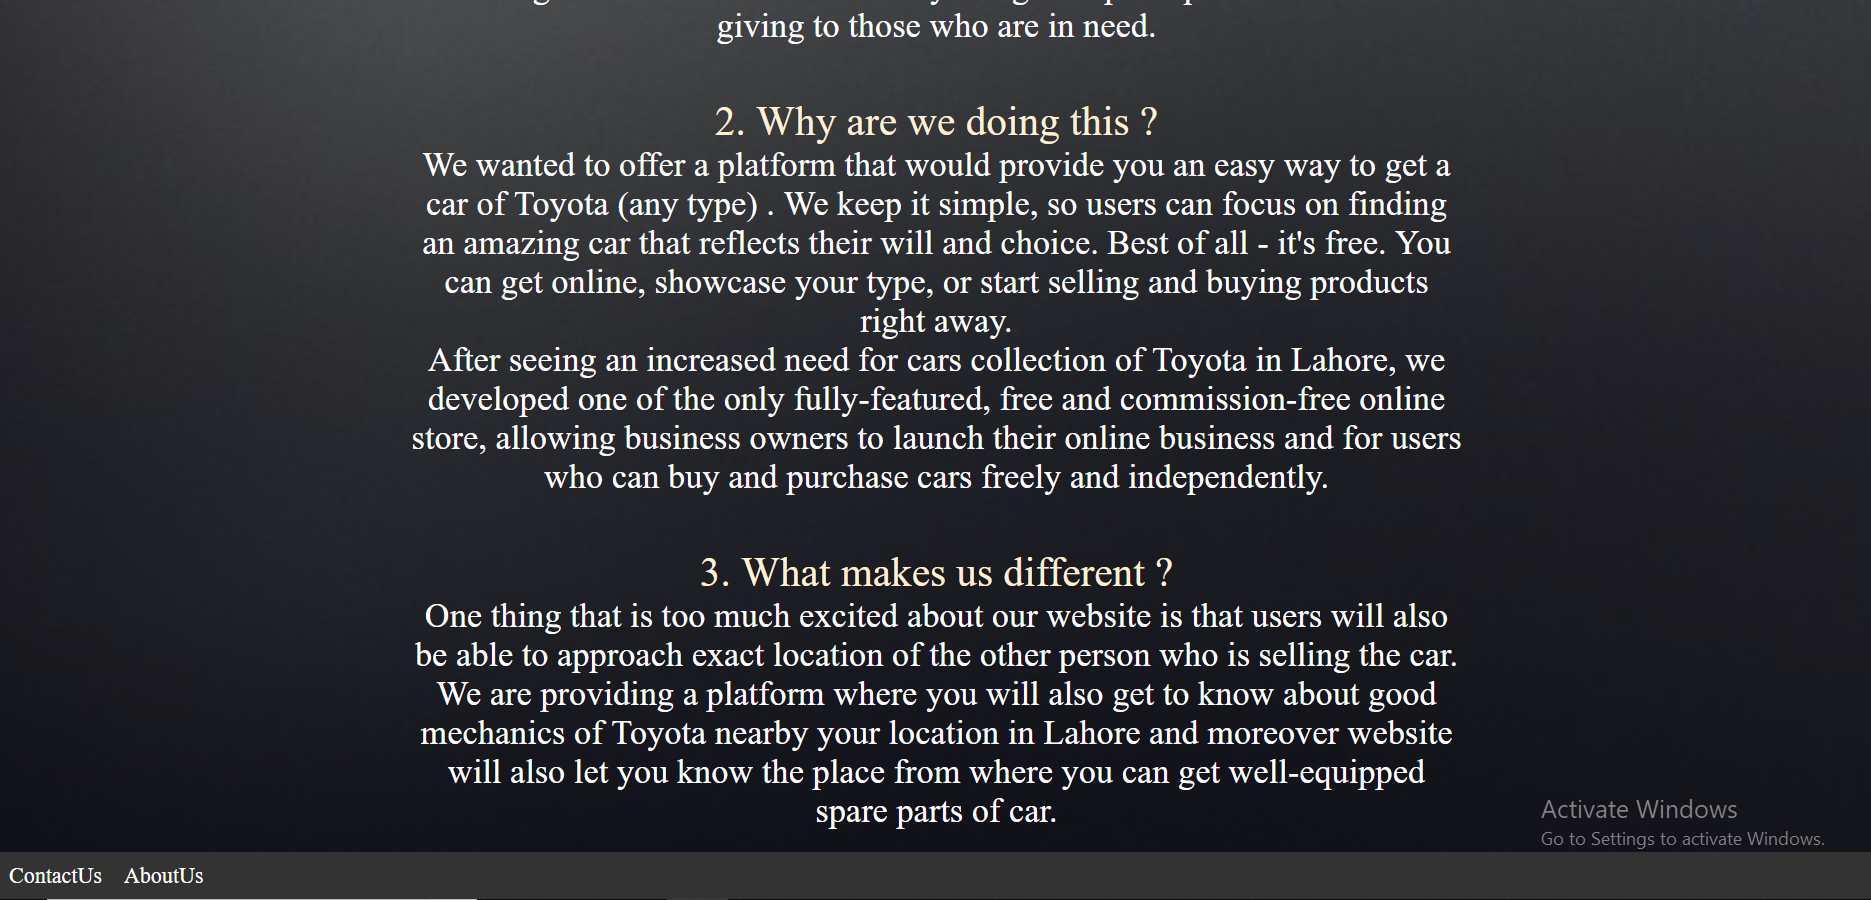 giving to those who are in need.
2. Why are we doing this ?
We wanted to offer a platform that would provide you an easy way to get a
car of Toyota (any type) . We keep it simple, so users can focus on finding
an amazing car that reflects their will and choice. Best of all - it's free. You
can get online, showcase your type, or start selling and buying products
right away.
After seeing an increased need for cars collection of Toyota in Lahore, we
developed one of the only fully-featured, free and commission-free online
store, allowing business owners to launch their online business and for users
who can buy and purchase cars freely and independently.
3. What makes us different ?
One thing that is too much excited about our website is that users will also
be able to approach exact location of the other person who is selling the car.
We are providing a platform where you will also get to know about good
mechanics of Toyota nearby your location in Lahore and moreover website
will also let you know the place from where you can get well-equipped
spare parts of car.
Activate Windows
Go to Settings to activate Windows.
ContactUs AboutUs